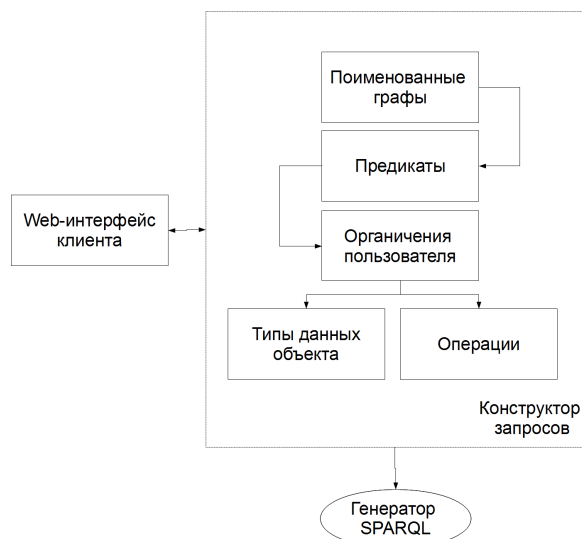 Поименованные
графы
Предикаты
Web-интерфейс
клиента
Органичения
пользователя
Типы данных
объекта
Операции
Конструктор
запросов
Генератор
SPARQL